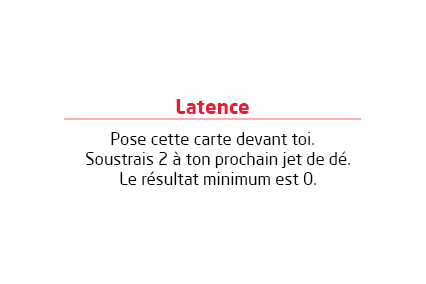 Latence
Pose cette carte devant toi.
Soustrais 2 à ton prochain jet de dé.
Le résultat minimum est 0.